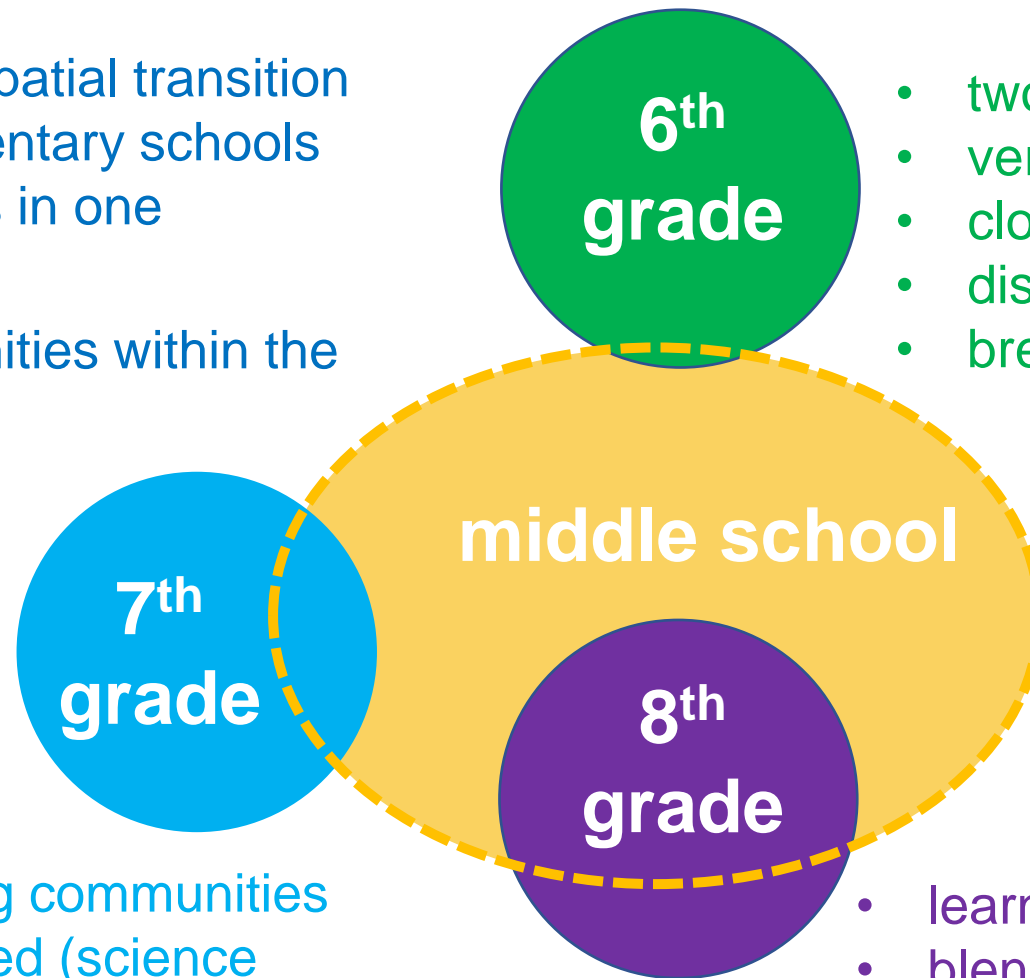 patial transition
entary schools
s in one
nities within the
6th
grade
• two
• ver
• clo
• dis
• bre
middle school
7th
grade
8th
grade
g communities
ed (science
• learn
• blen